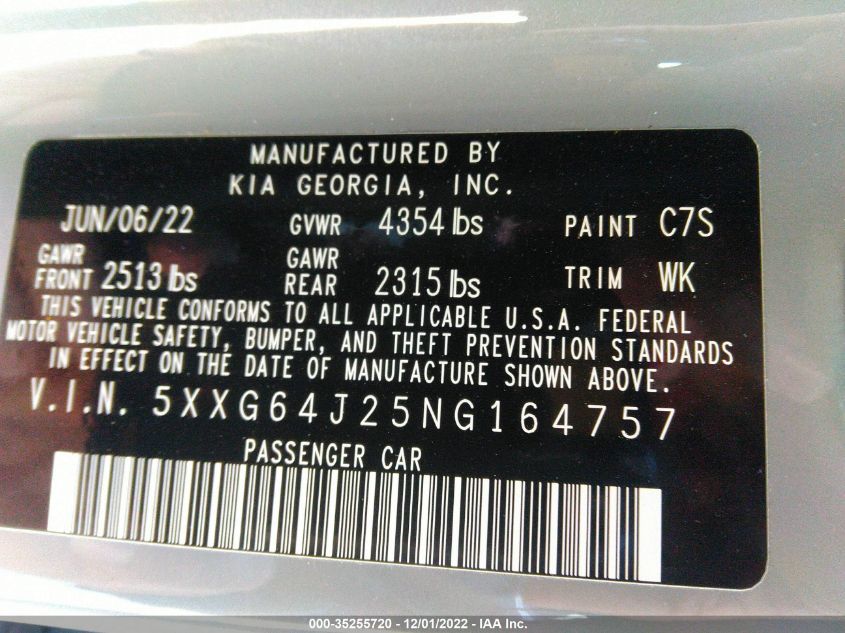 MANUFACTURED BY
KIA GEORGIA, INC.
JUN/06/22 GVWR 4354 lbs PAINT C7S
GAWR FRONT 2513 lbs GAWR REAR 2315 lbs TRIM WK
THIS VEHICLE CONFORMS TO ALL APPLICABLE U.S.A. FEDERAL
MOTOR VEHICLE SAFETY, BUMPER, AND THEFT PREVENTION STANDARDS
IN EFFECT ON THE DATE OF MANUFACTURE SHOWN ABOVE.
V.I.N. 5XXG64J25NG164757
PASSENGER CAR
000-35255720 - 12/01/2022 - IAA Inc.